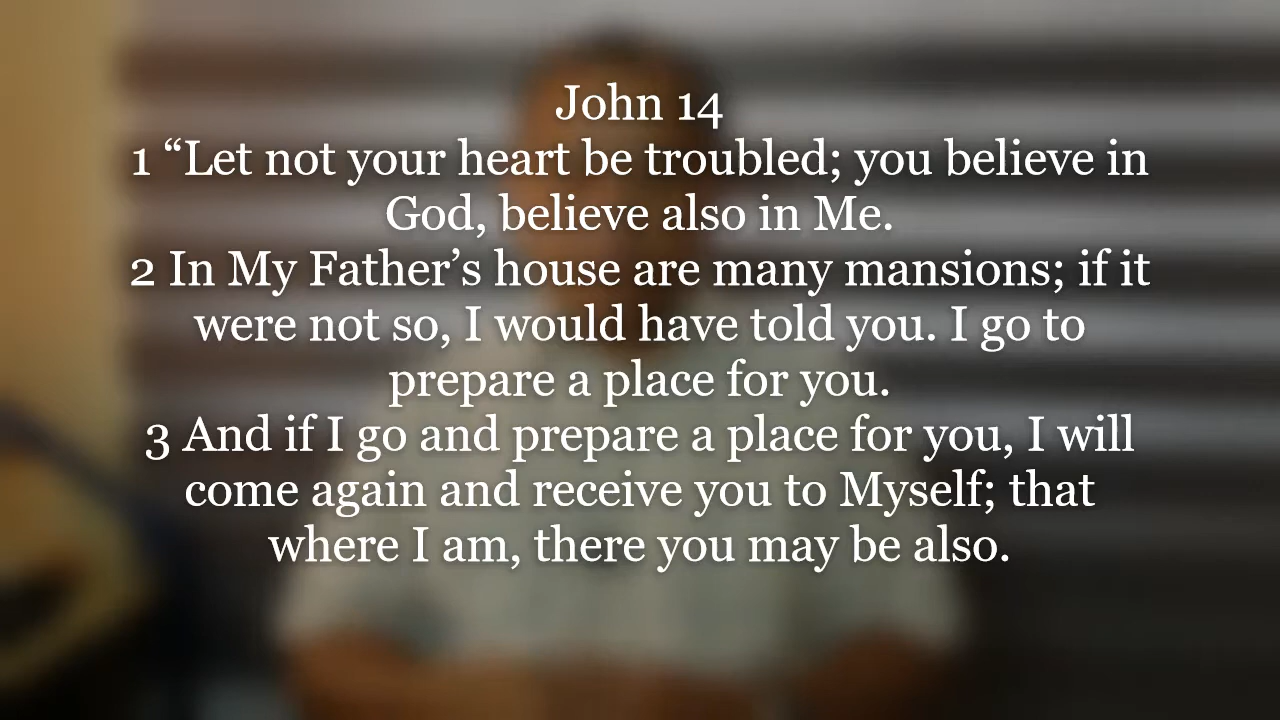 John 14
1 “Let not your heart be troubled; you believe in
God, believe also in Me.
2 In My Father’s house are many mansions; if it
were not so, I would have told you. I go to
prepare a place for you.
3 And if I go and prepare a place for you, I will
come again and receive you to Myself; that
where I am, there you may be also.